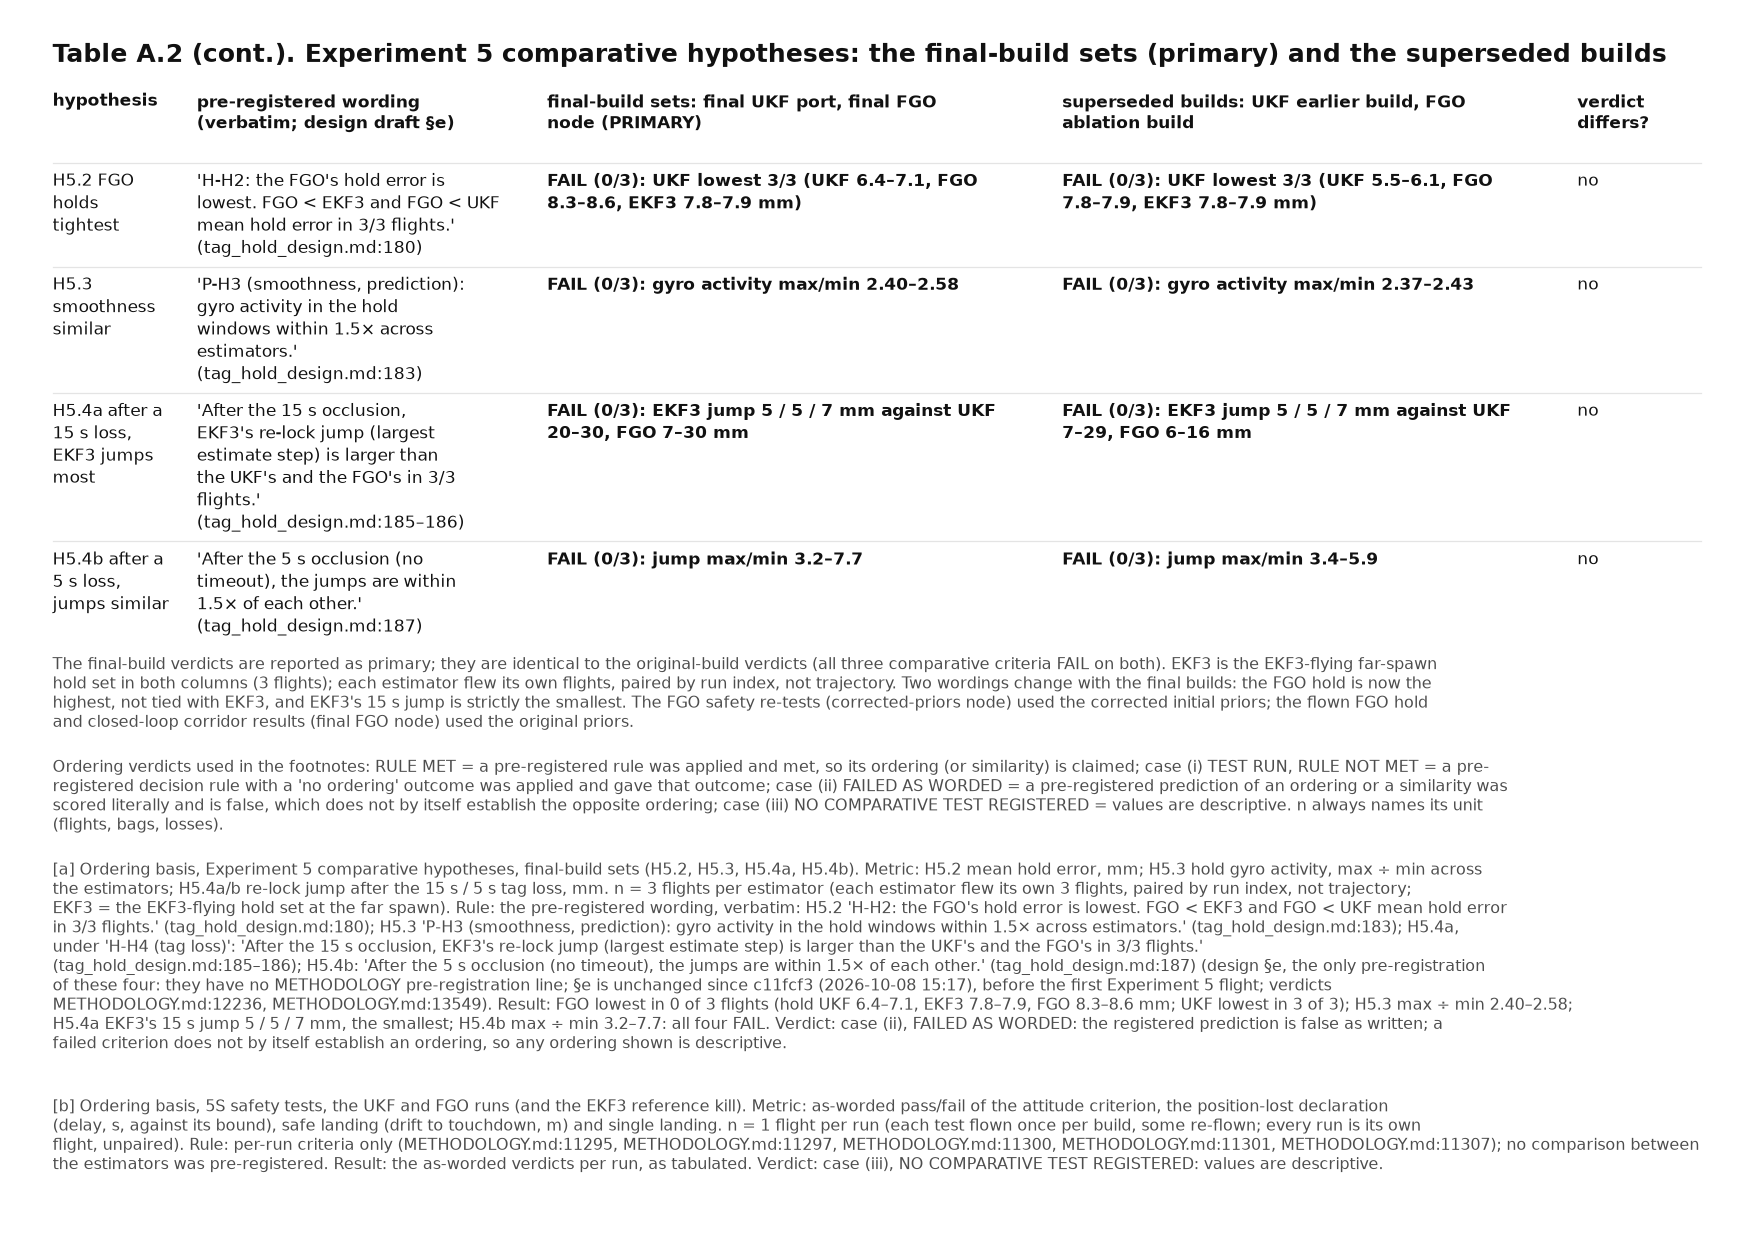 Table A.2 (cont.). Experiment 5 comparative hypotheses: the final-build sets (primary) and the superseded builds
hypothesis
pre-registered wording
(verbatim; design draft §e)
final-build sets: final UKF port, final FGO
node (PRIMARY)
superseded builds: UKF earlier build, FGO
ablation build
verdict
differs?
H5.2 FGO
holds
tightest
'H-H2: the FGO's hold error is
lowest. FGO < EKF3 and FGO < UKF
mean hold error in 3/3 flights.'
(tag_hold_design.md:180)
FAIL (0/3): UKF lowest 3/3 (UKF 6.4–7.1, FGO
8.3–8.6, EKF3 7.8–7.9 mm)
FAIL (0/3): UKF lowest 3/3 (UKF 5.5–6.1, FGO
7.8–7.9, EKF3 7.8–7.9 mm)
no
H5.3
smoothness
similar
'P-H3 (smoothness, prediction):
gyro activity in the hold
windows within 1.5× across
estimators.'
(tag_hold_design.md:183)
FAIL (0/3): gyro activity max/min 2.40–2.58
FAIL (0/3): gyro activity max/min 2.37–2.43
no
H5.4a after a
15 s loss,
EKF3 jumps
most
'After the 15 s occlusion,
EKF3's re-lock jump (largest
estimate step) is larger than
the UKF's and the FGO's in 3/3
flights.'
(tag_hold_design.md:185–186)
FAIL (0/3): EKF3 jump 5 / 5 / 7 mm against UKF
20–30, FGO 7–30 mm
FAIL (0/3): EKF3 jump 5 / 5 / 7 mm against UKF
7–29, FGO 6–16 mm
no
H5.4b after a
5 s loss,
jumps similar
'After the 5 s occlusion (no
timeout), the jumps are within
1.5× of each other.'
(tag_hold_design.md:187)
FAIL (0/3): jump max/min 3.2–7.7
FAIL (0/3): jump max/min 3.4–5.9
no
The final-build verdicts are reported as primary; they are identical to the original-build verdicts (all three comparative criteria FAIL on both). EKF3 is the EKF3-flying far-spawn
hold set in both columns (3 flights); each estimator flew its own flights, paired by run index, not trajectory. Two wordings change with the final builds: the FGO hold is now the
highest, not tied with EKF3, and EKF3's 15 s jump is strictly the smallest. The FGO safety re-tests (corrected-priors node) used the corrected initial priors; the flown FGO hold
and closed-loop corridor results (final FGO node) used the original priors.
Ordering verdicts used in the footnotes: RULE MET = a pre-registered rule was applied and met, so its ordering (or similarity) is claimed; case (i) TEST RUN, RULE NOT MET = a pre-
registered decision rule with a 'no ordering' outcome was applied and gave that outcome; case (ii) FAILED AS WORDED = a pre-registered prediction of an ordering or a similarity was
scored literally and is false, which does not by itself establish the opposite ordering; case (iii) NO COMPARATIVE TEST REGISTERED = values are descriptive. n always names its unit
(flights, bags, losses).
[a] Ordering basis, Experiment 5 comparative hypotheses, final-build sets (H5.2, H5.3, H5.4a, H5.4b). Metric: H5.2 mean hold error, mm; H5.3 hold gyro activity, max ÷ min across
the estimators; H5.4a/b re-lock jump after the 15 s / 5 s tag loss, mm. n = 3 flights per estimator (each estimator flew its own 3 flights, paired by run index, not trajectory;
EKF3 = the EKF3-flying hold set at the far spawn). Rule: the pre-registered wording, verbatim: H5.2 'H-H2: the FGO's hold error is lowest. FGO < EKF3 and FGO < UKF mean hold error
in 3/3 flights.' (tag_hold_design.md:180); H5.3 'P-H3 (smoothness, prediction): gyro activity in the hold windows within 1.5× across estimators.' (tag_hold_design.md:183); H5.4a,
under 'H-H4 (tag loss)': 'After the 15 s occlusion, EKF3's re-lock jump (largest estimate step) is larger than the UKF's and the FGO's in 3/3 flights.'
(tag_hold_design.md:185–186); H5.4b: 'After the 5 s occlusion (no timeout), the jumps are within 1.5× of each other.' (tag_hold_design.md:187) (design §e, the only pre-registration
of these four: they have no METHODOLOGY pre-registration line; §e is unchanged since c11fcf3 (2026-10-08 15:17), before the first Experiment 5 flight; verdicts
METHODOLOGY.md:12236, METHODOLOGY.md:13549). Result: FGO lowest in 0 of 3 flights (hold UKF 6.4–7.1, EKF3 7.8–7.9, FGO 8.3–8.6 mm; UKF lowest in 3 of 3); H5.3 max ÷ min 2.40–2.58;
H5.4a EKF3's 15 s jump 5 / 5 / 7 mm, the smallest; H5.4b max ÷ min 3.2–7.7: all four FAIL. Verdict: case (ii), FAILED AS WORDED: the registered prediction is false as written; a
failed criterion does not by itself establish an ordering, so any ordering shown is descriptive.
[b] Ordering basis, 5S safety tests, the UKF and FGO runs (and the EKF3 reference kill). Metric: as-worded pass/fail of the attitude criterion, the position-lost declaration
(delay, s, against its bound), safe landing (drift to touchdown, m) and single landing. n = 1 flight per run (each test flown once per build, some re-flown; every run is its own
flight, unpaired). Rule: per-run criteria only (METHODOLOGY.md:11295, METHODOLOGY.md:11297, METHODOLOGY.md:11300, METHODOLOGY.md:11301, METHODOLOGY.md:11307); no comparison between
the estimators was pre-registered. Result: the as-worded verdicts per run, as tabulated. Verdict: case (iii), NO COMPARATIVE TEST REGISTERED: values are descriptive.